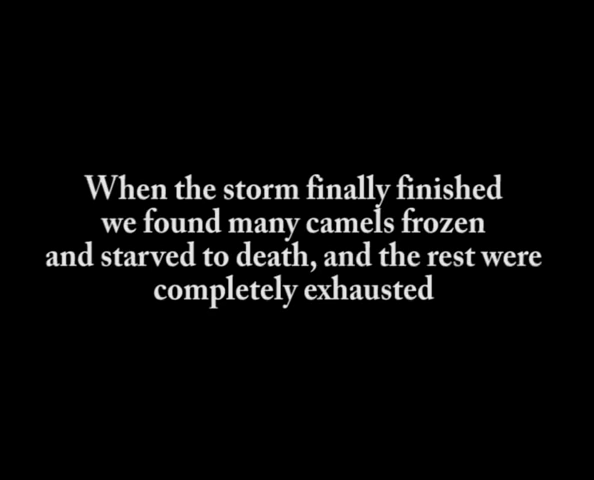 When the storm finally finished
we found many camels frozen
and starved to death, and the rest were
completely exhausted